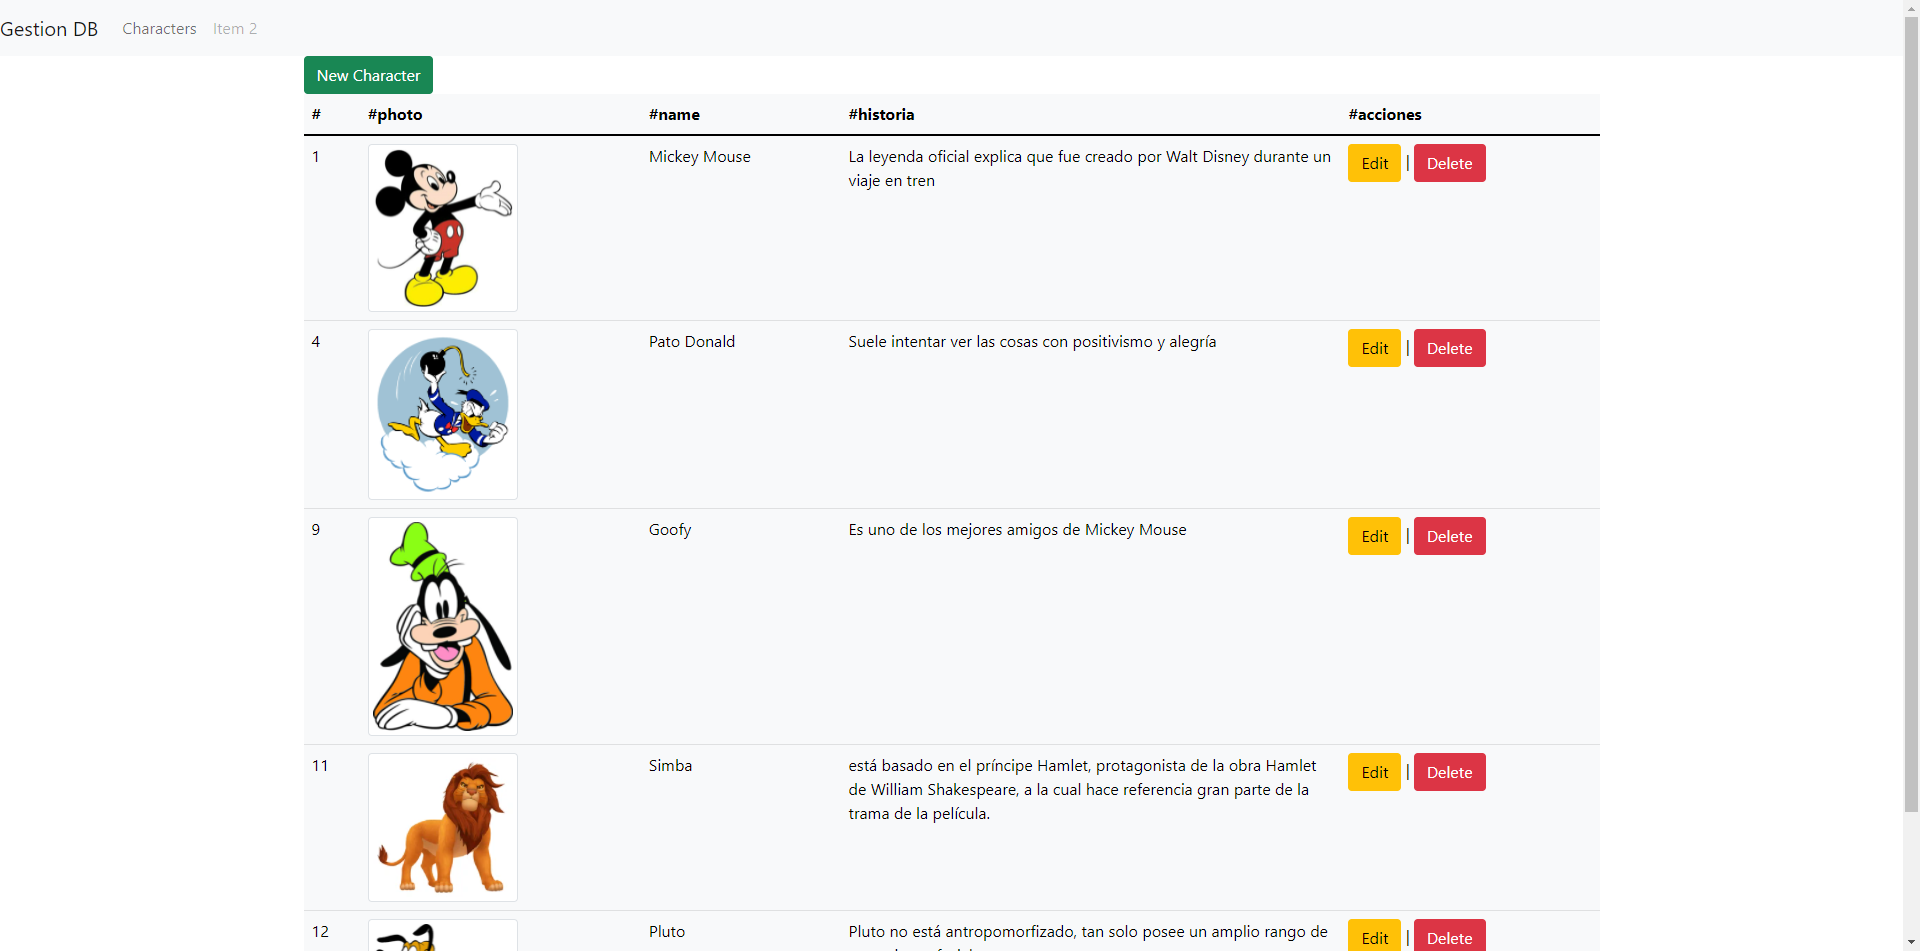 Gestion DB Characters Item 2
New Character
# #photo #name #historia #acciones
1 Mickey Mouse La leyenda oficial explica que fue creado por Walt Disney durante un Edit | Delete
viaje en tren
4 Pato Donald Suele intentar ver las cosas con positivismo y alegría Edit | Delete
9 Goofy Es uno de los mejores amigos de Mickey Mouse Edit | Delete
11 Simba está basado en el príncipe Hamlet, protagonista de la obra Hamlet Edit | Delete
de William Shakespeare, a la cual hace referencia gran parte de la
trama de la película.
12 Pluto Pluto no está antropomorfizado, tan solo posee un amplio rango de Edit | Delete